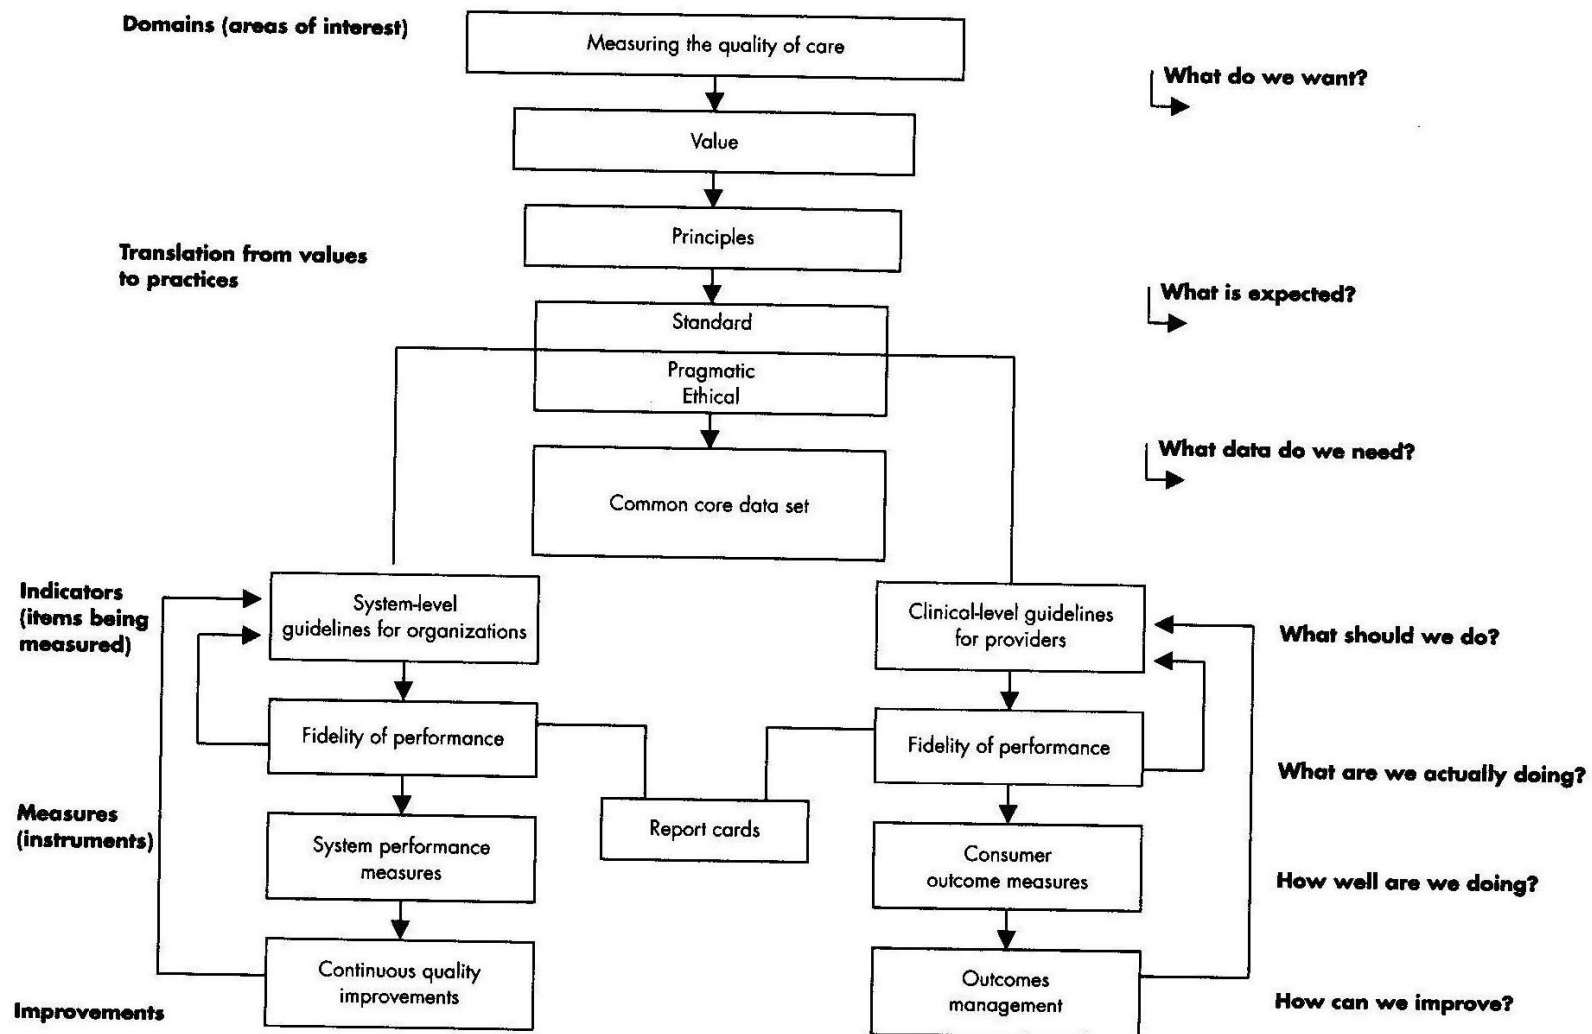 Domains (areas of interest)
Measuring the quality of care
What do we want?
Value
Principles
Translation from values
to practices
What is expected?
Standard
Pragmatic
Ethical
What data do we need?
Common core data set
Indicators
(items being
measured)
System-level
guidelines for organizations
Clinical-level guidelines
for providers
What should we do?
Fidelity of performance
Fidelity of performance
What are we actually doing?
Measures
(instruments)
System performance
measures
Report cards
Consumer
outcome measures
How well are we doing?
Continuous quality
improvements
Outcomes
management
Improvements
How can we improve?